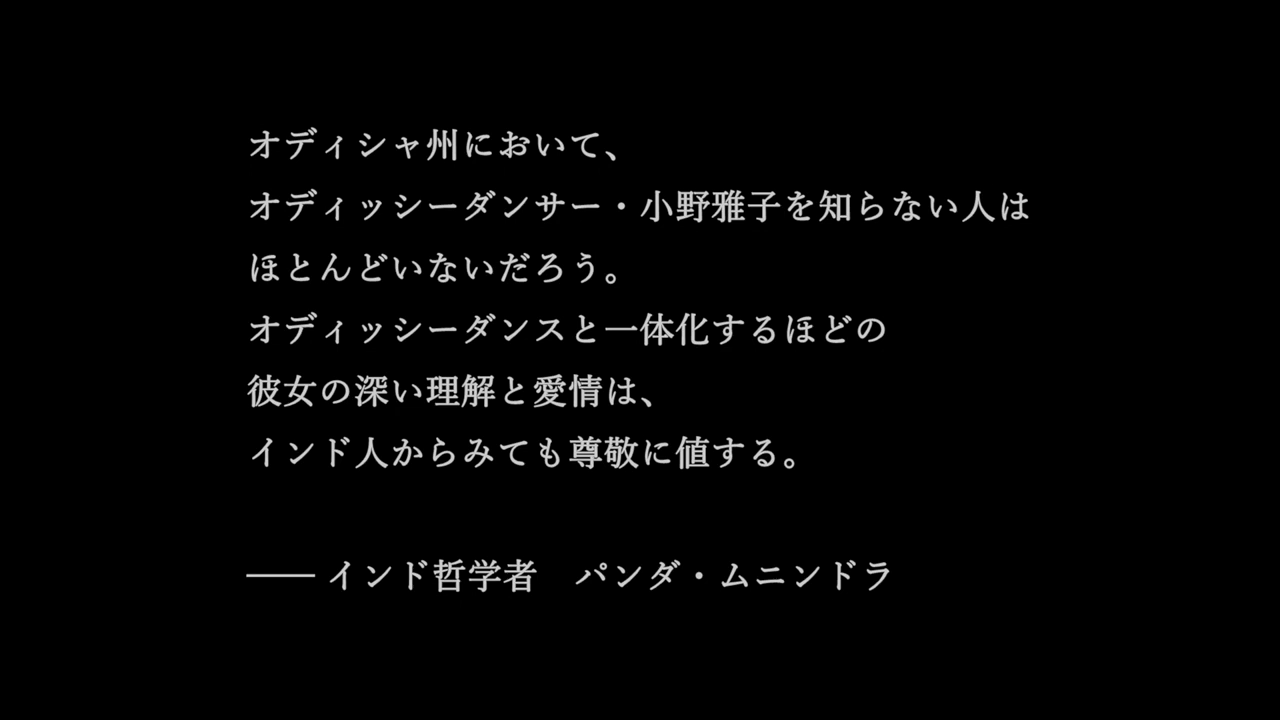 オディシャ州において、
オディッシーダンサー・小野雅子を知らない人は
ほとんどいないだろう。
オディッシーダンスと一体化するほどの
彼女の深い理解と愛情は、
インド人からみても尊敬に値する。
—— インド哲学者　パンダ・ムニンドラ